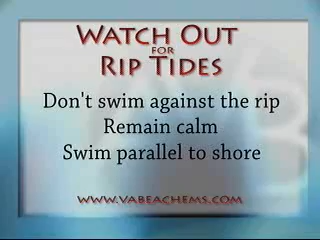 Watch Out
for
Rip Tides
Don't swim against the rip
Remain calm
Swim parallel to shore
www.vabeachems.com